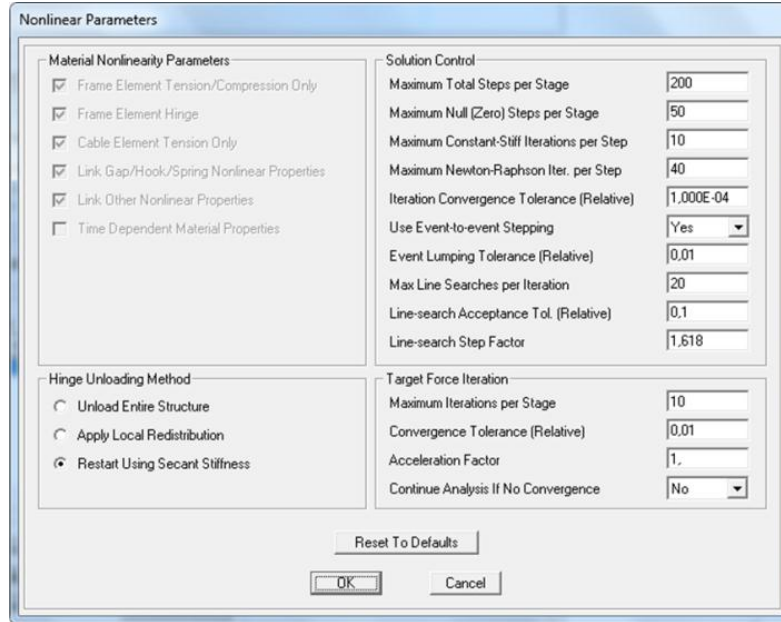 Nonlinear Parameters
Material Nonlinearity Parameters
Frame Element Tension/Compression Only
Frame Element Hinge
Cable Element Tension Only
Link Gap/Hook/Spring Nonlinear Properties
Link Other Nonlinear Properties
Time Dependent Material Properties
Solution Control
Maximum Total Steps per Stage 200
Maximum Null (Zero) Steps per Stage 50
Maximum Constant-Stiff Iterations per Step 10
Maximum Newton-Raphson Iter. per Step 40
Iteration Convergence Tolerance (Relative) 1,000E-04
Use Event-to-event Stepping Yes
Event Lumping Tolerance (Relative) 0,01
Max Line Searches per Iteration 20
Line-search Acceptance Tol. (Relative) 0,1
Line-search Step Factor 1,618
Hinge Unloading Method
Unload Entire Structure
Apply Local Redistribution
Restart Using Secant Stiffness
Target Force Iteration
Maximum Iterations per Stage 10
Convergence Tolerance (Relative) 0,01
Acceleration Factor 1,
Continue Analysis If No Convergence No
Reset To Defaults
OK Cancel